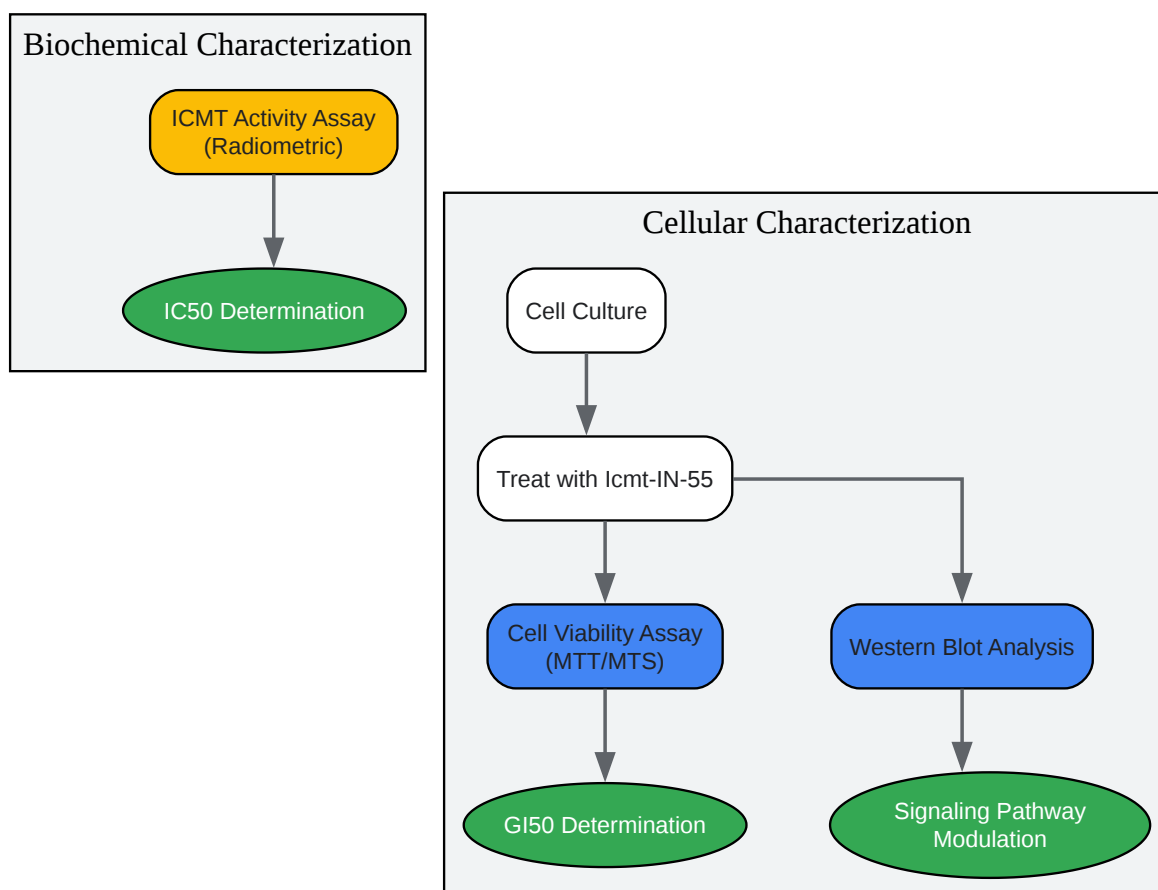 Biochemical Characterization
ICMT Activity Assay
(Radiometric)
IC50 Determination
Cellular Characterization
Cell Culture
Treat with Icmt-IN-55
Cell Viability Assay
(MTT/MTS)
Western Blot Analysis
GI50 Determination
Signaling Pathway
Modulation